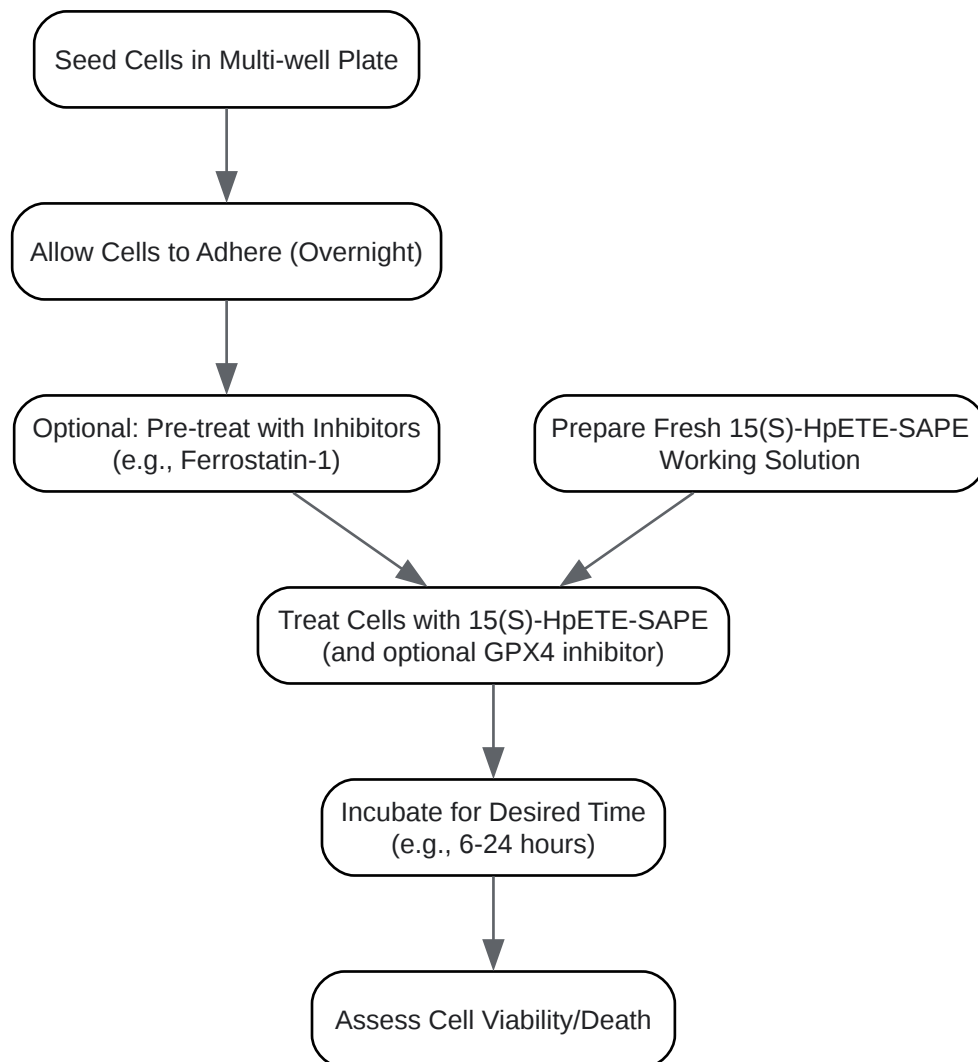 Seed Cells in Multi-well Plate
Allow Cells to Adhere (Overnight)
Optional: Pre-treat with Inhibitors
(e.g., Ferrostatin-1)
Prepare Fresh 15(S)-HpETE-SAPE
Working Solution
Treat Cells with 15(S)-HpETE-SAPE
(and optional GPX4 inhibitor)
Incubate for Desired Time
(e.g., 6-24 hours)
Assess Cell Viability/Death